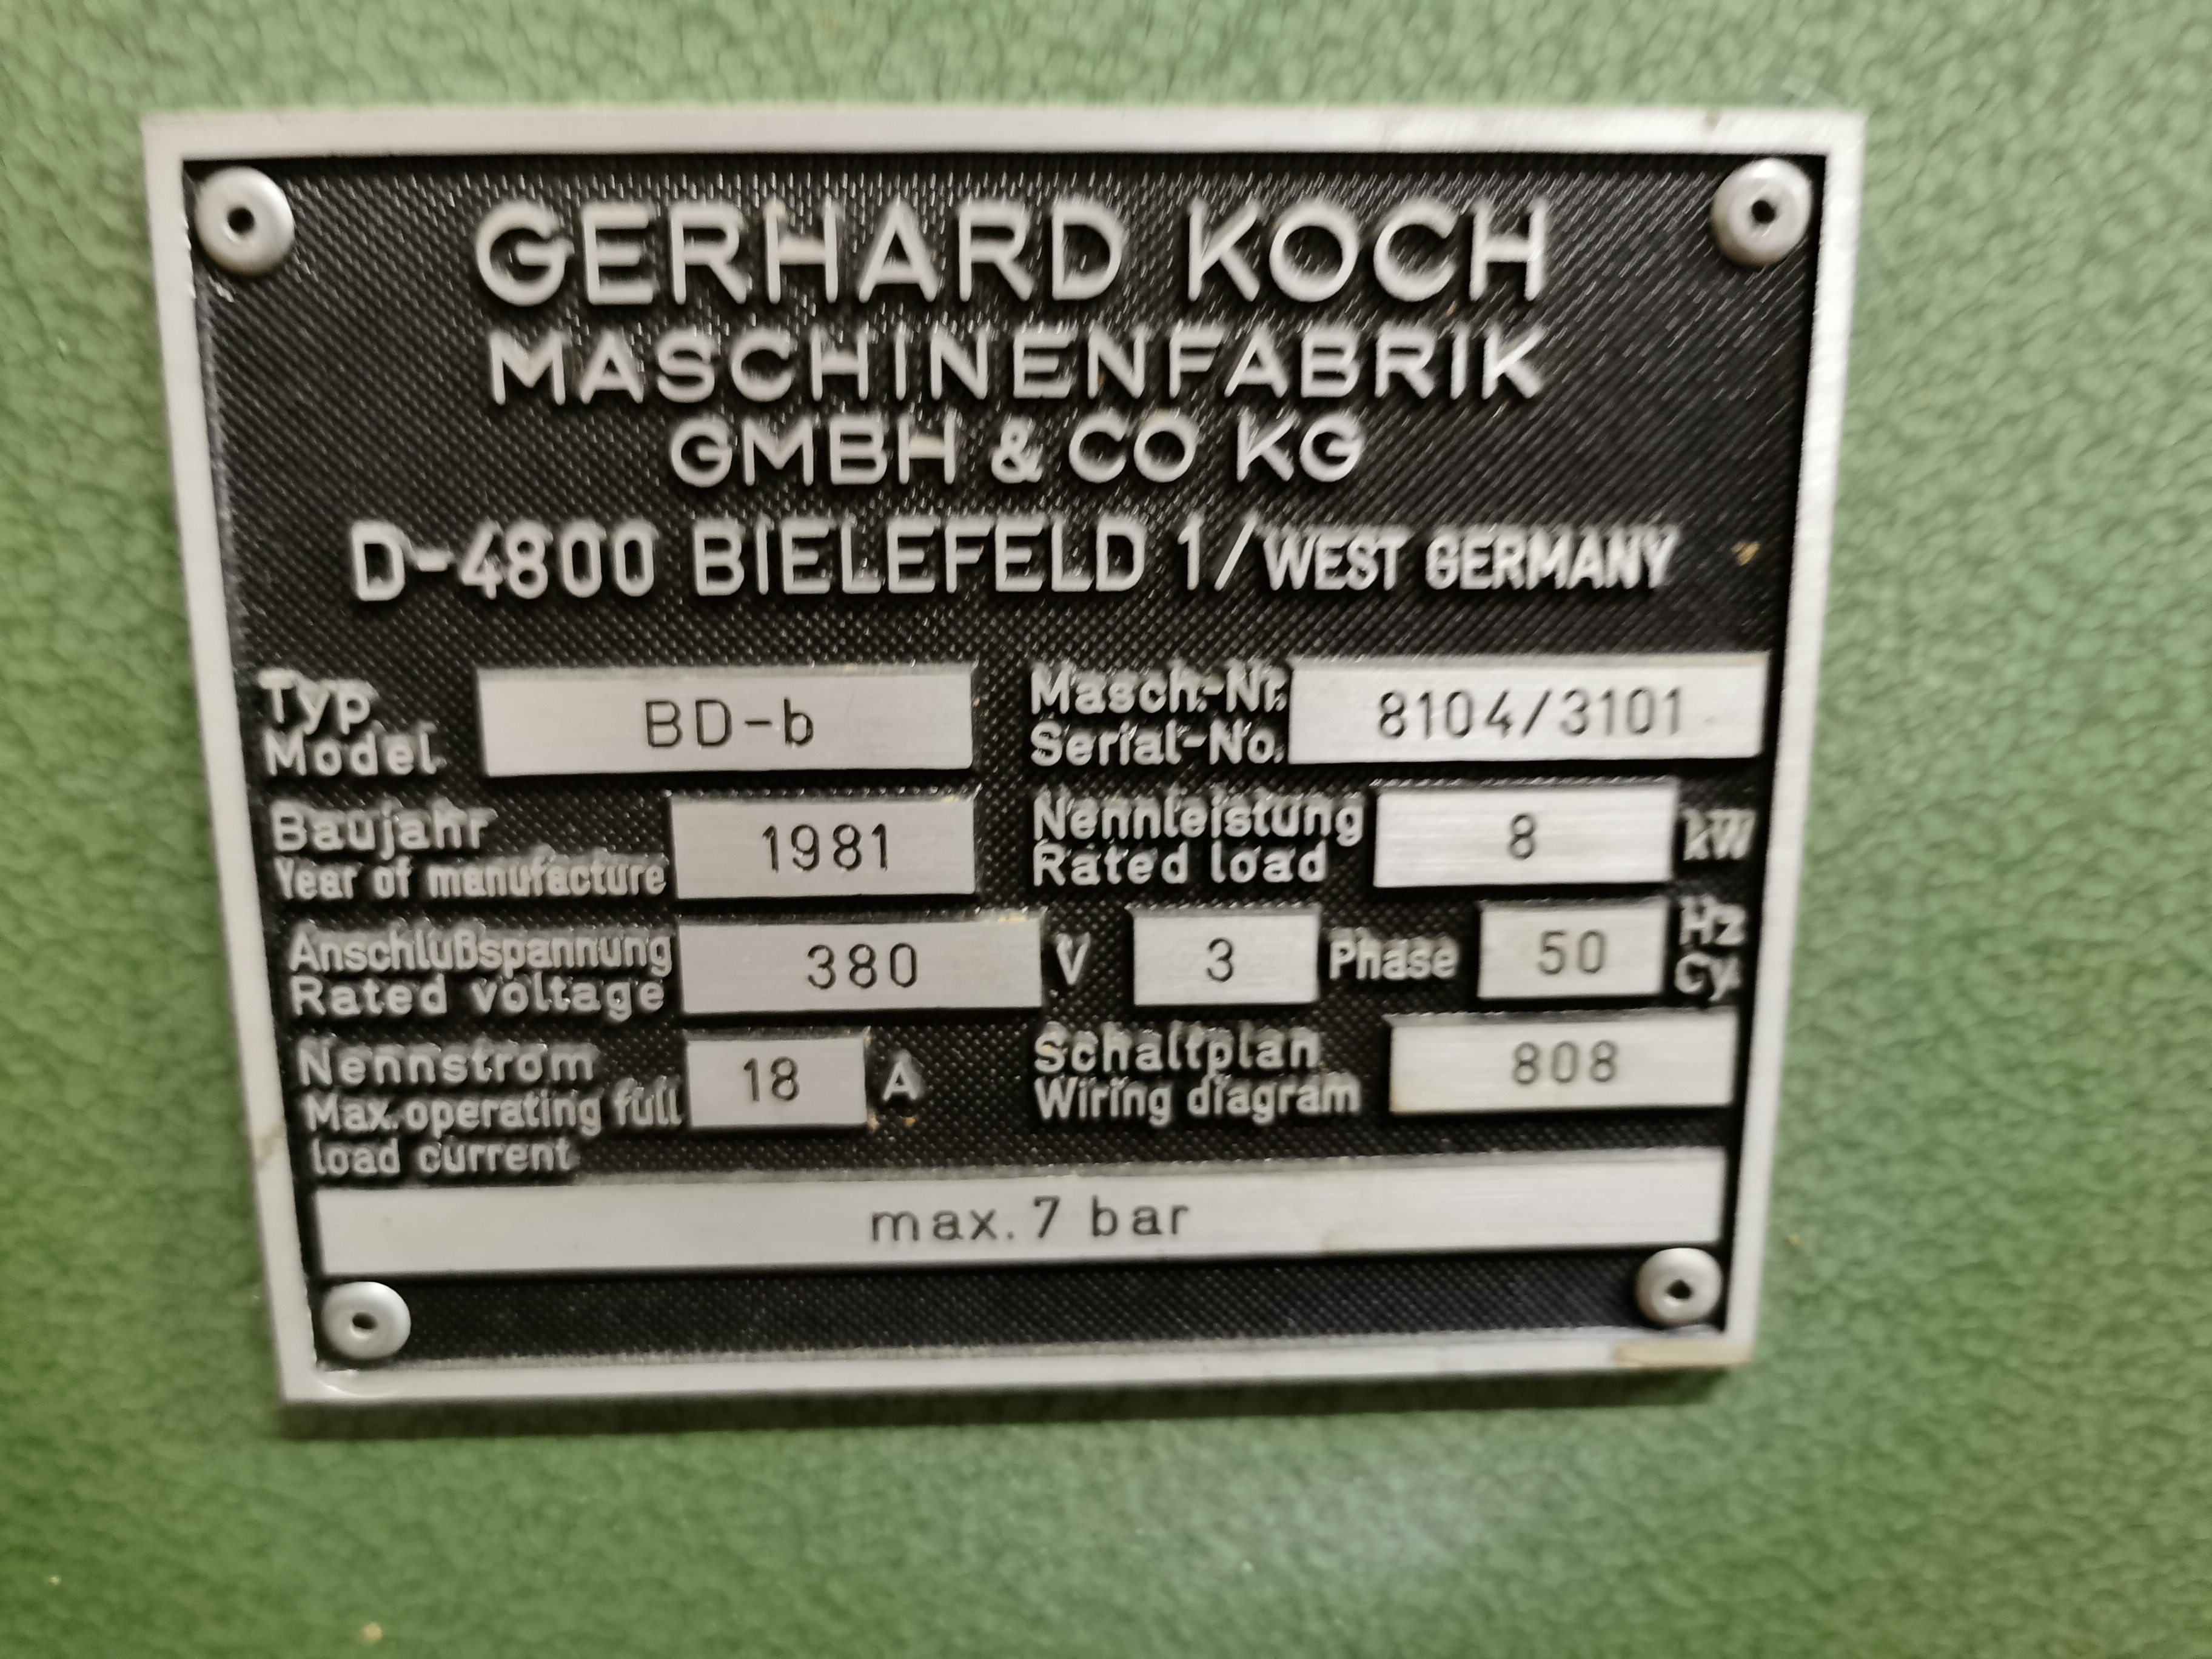 GERHARD KOCH
MASCHINENFABRIK
GMBH & CO KG
D-4800 BIELEFELD 1/WEST GERMANY
Typ BD-b Masch.-Nr. 8104/3101
Model Serial-No.
Baujahr 1981 Nennleistung 8 kW
Year of manufacture Rated load
Anschlußspannung 380 V 3 Phase 50 Hz
Rated voltage Cy.
Nennstrom 18 A Schaltplan 808
Max. operating full Wiring diagram
load current
max. 7 bar